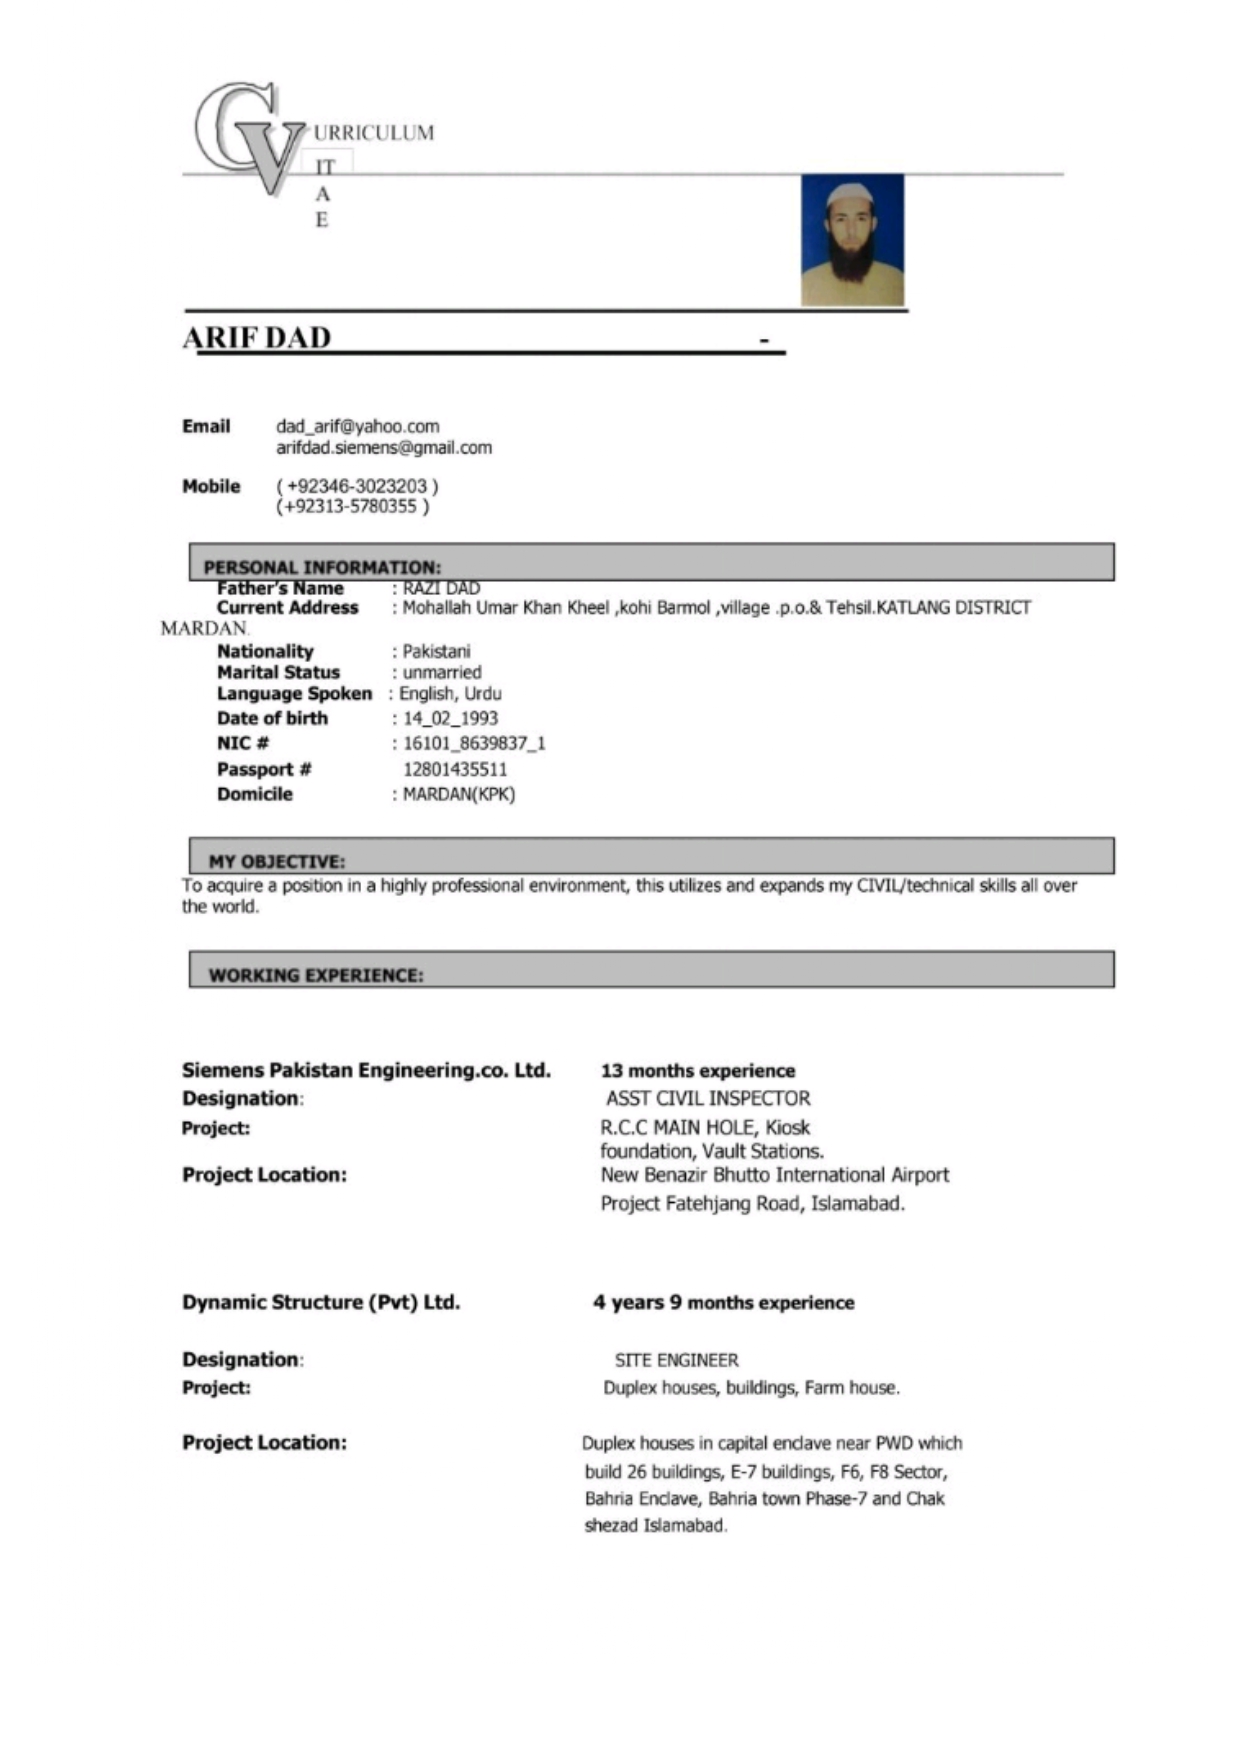 CV URRICULUM
IT
A
E
ARIF DAD -
Email dad_arif@yahoo.com
arifdad.siemens@gmail.com
Mobile ( +92346-3023203 )
(+92313-5780355 )
PERSONAL INFORMATION:
Father's Name : RAZI DAD
Current Address : Mohallah Umar Khan Kheel ,kohi Barmol ,village .p.o.& Tehsil.KATLANG DISTRICT
MARDAN.
Nationality : Pakistani
Marital Status : unmarried
Language Spoken : English, Urdu
Date of birth : 14_02_1993
NIC # : 16101_8639837_1
Passport # 12801435511
Domicile : MARDAN(KPK)
MY OBJECTIVE:
To acquire a position in a highly professional environment, this utilizes and expands my CIVIL/technical skills all over
the world.
WORKING EXPERIENCE:
Siemens Pakistan Engineering.co. Ltd. 13 months experience
Designation: ASST CIVIL INSPECTOR
Project: R.C.C MAIN HOLE, Kiosk
foundation, Vault Stations.
Project Location: New Benazir Bhutto International Airport
Project Fatehjang Road, Islamabad.
Dynamic Structure (Pvt) Ltd. 4 years 9 months experience
Designation: SITE ENGINEER
Project: Duplex houses, buildings, Farm house.
Project Location: Duplex houses in capital enclave near PWD which
build 26 buildings, E-7 buildings, F6, F8 Sector,
Bahria Enclave, Bahria town Phase-7 and Chak
shezad Islamabad.